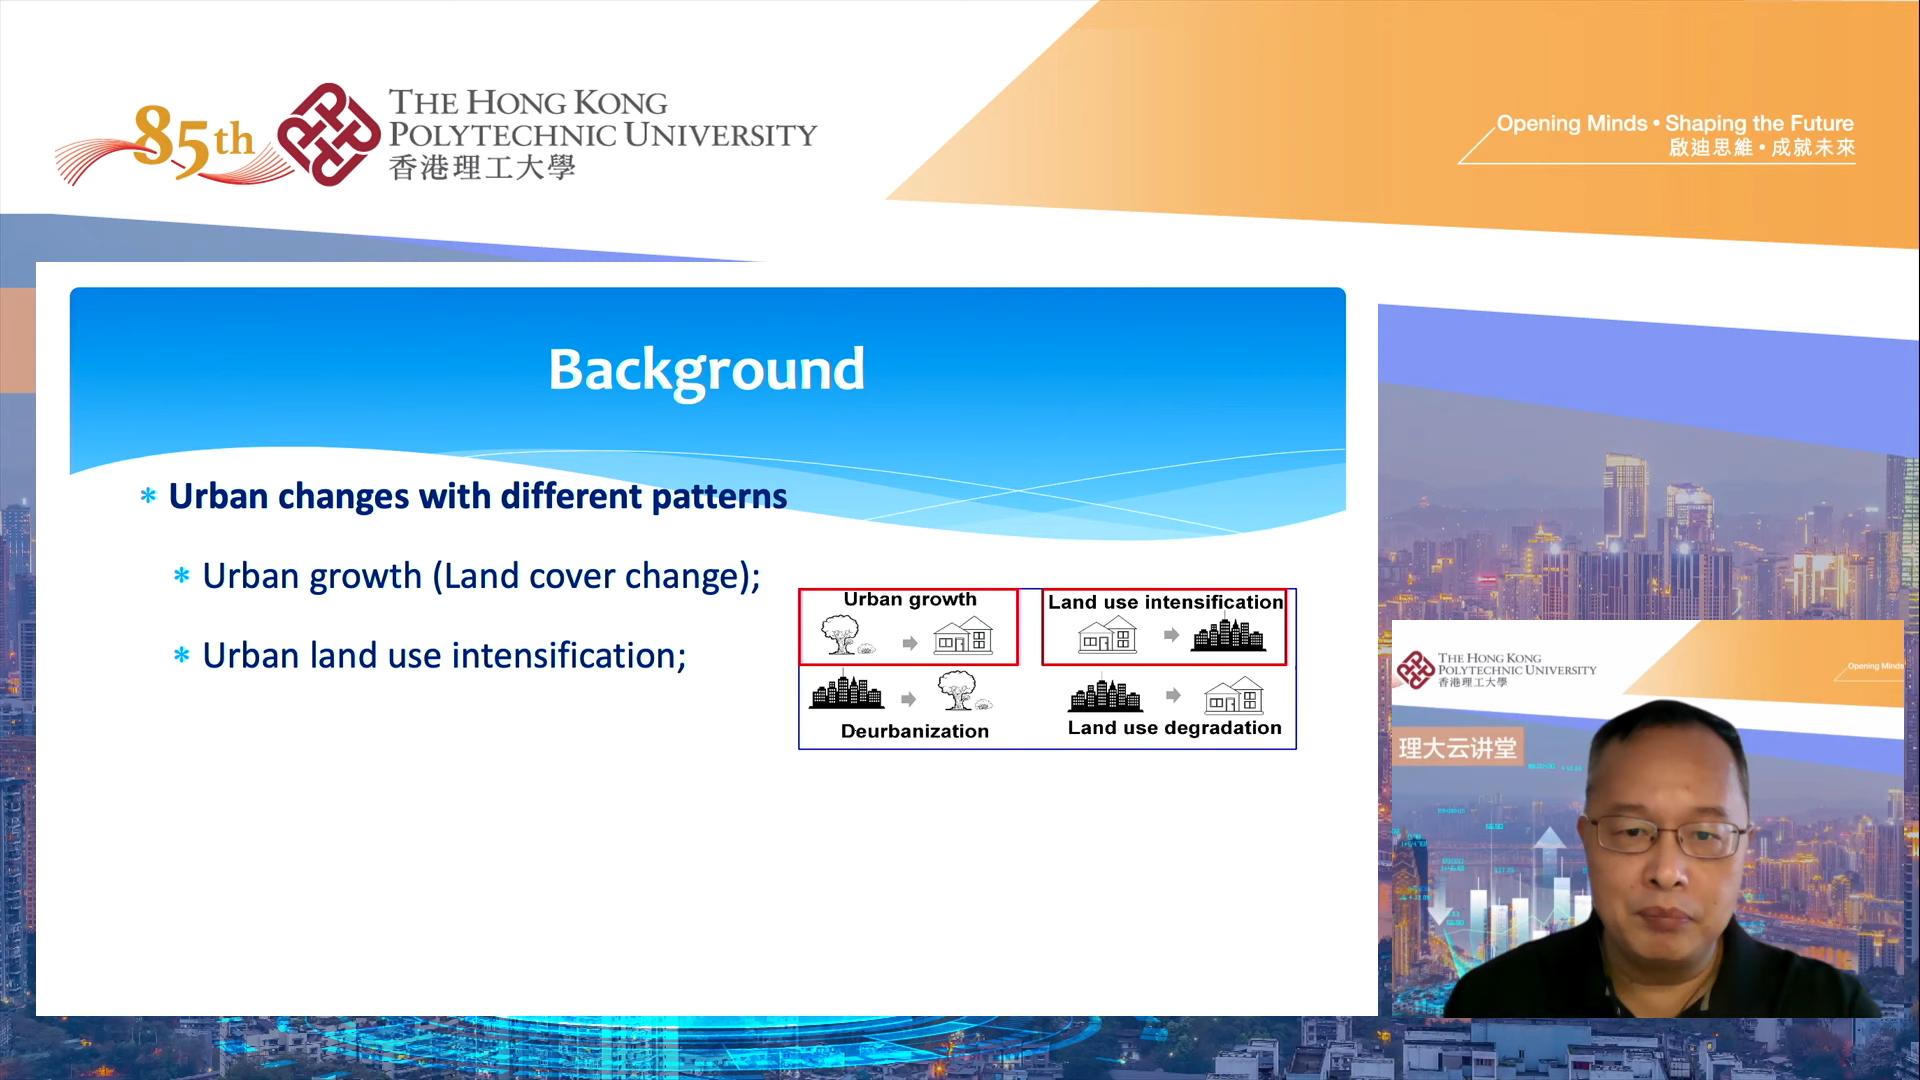 85th
THE HONG KONG
POLYTECHNIC UNIVERSITY
香港理工大學
Opening Minds • Shaping the Future
啟迪思維 • 成就未來
Background
* Urban changes with different patterns
* Urban growth (Land cover change);
* Urban land use intensification;
Urban growth
Land use intensification
Deurbanization
Land use degradation
THE HONG KONG
POLYTECHNIC UNIVERSITY
香港理工大學
Opening Minds
理大云讲堂